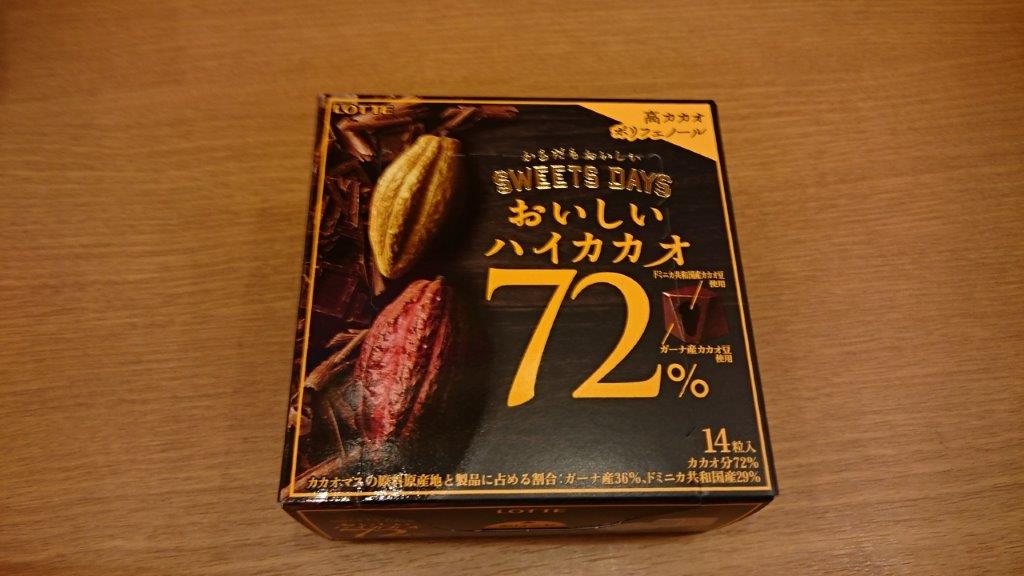 LOTTE
高カカオ
ポリフェノール
からだもおいしい
SWEETS DAYS
おいしい
ハイカカオ
72%
ドミニカ共和国産カカオ豆
使用
ガーナ産カカオ豆
使用
14粒入
カカオ分72%
カカオマスの原料原産地と製品に占める割合:ガーナ産36%、ドミニカ共和国産29%
LOTTE
72